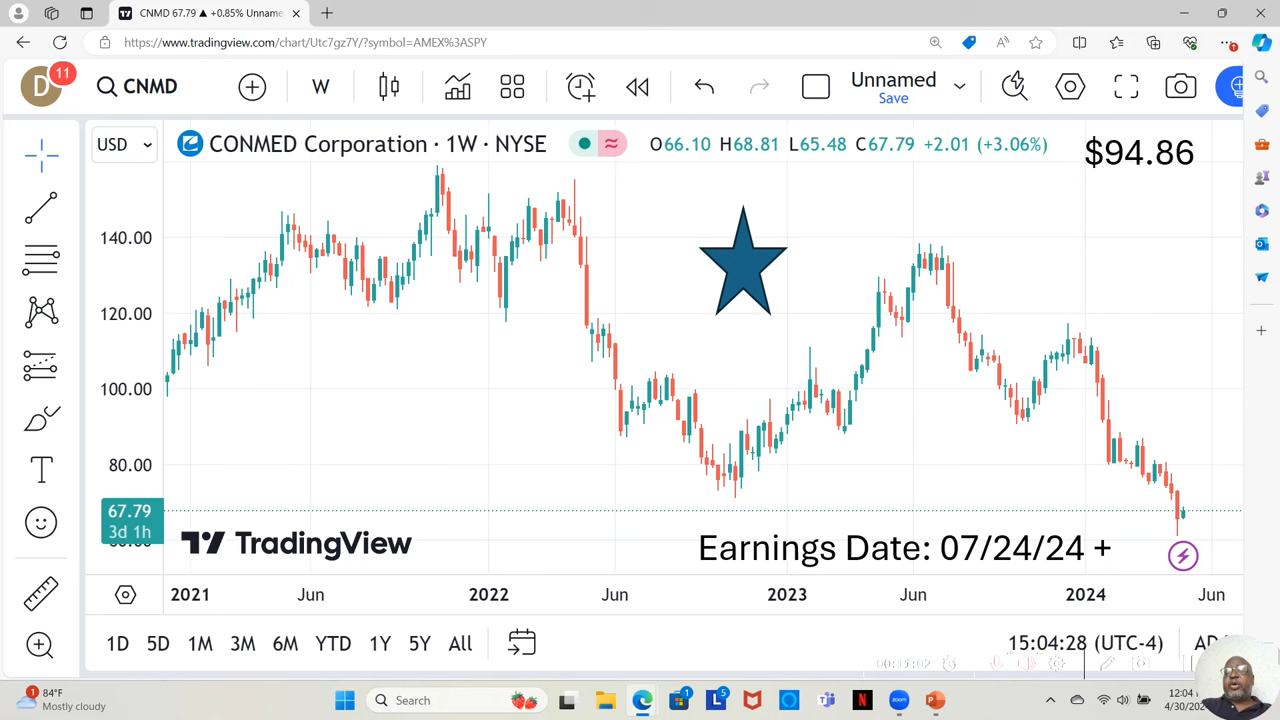 CNMD 67.79 ▲ +0.85% Unname
https://www.tradingview.com/chart/Utc7gz7Y/?symbol=AMEX%3ASPY
D 11 CNMD W Unnamed
Save
USD CONMED Corporation · 1W · NYSE O66.10 H68.81 L65.48 C67.79 +2.01 (+3.06%) $94.86
140.00
120.00
100.00
80.00
67.79
3d 1h
TradingView Earnings Date: 07/24/24 +
2021 Jun 2022 Jun 2023 Jun 2024 Jun
1D 5D 1M 3M 6M YTD 1Y 5Y All 15:04:28 (UTC-4)
1 84°F
Mostly cloudy
Search
1 5
12:04